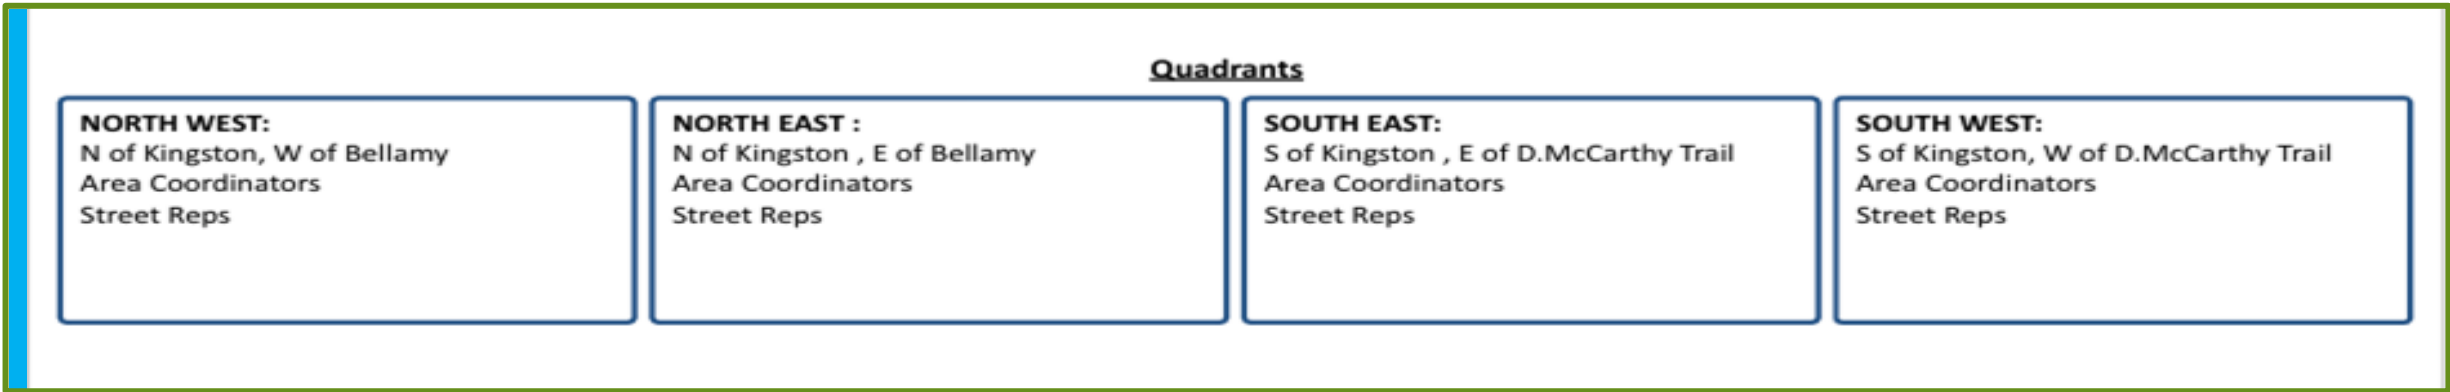 Quadrants
NORTH WEST:
N of Kingston, W of Bellamy
Area Coordinators
Street Reps
NORTH EAST :
N of Kingston , E of Bellamy
Area Coordinators
Street Reps
SOUTH EAST:
S of Kingston , E of D.McCarthy Trail
Area Coordinators
Street Reps
SOUTH WEST:
S of Kingston, W of D.McCarthy Trail
Area Coordinators
Street Reps